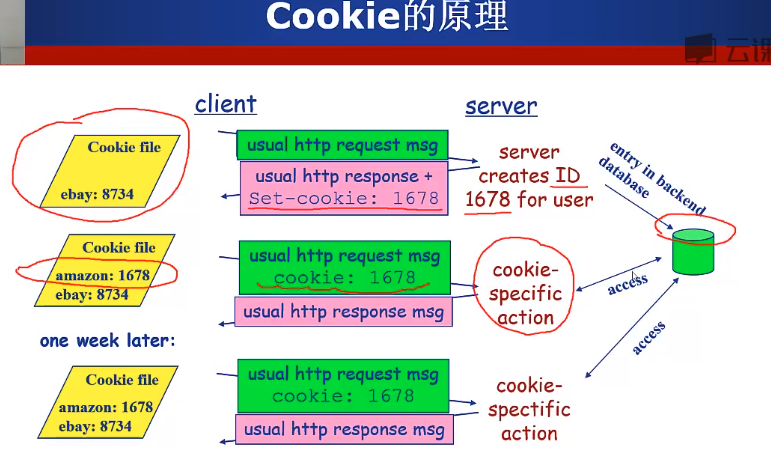 Cookie的原理
云课
client
server
Cookie file
ebay: 8734
usual http request msg
usual http response +
Set-cookie: 1678
server
creates ID
1678 for user
entry in backend
database
Cookie file
amazon: 1678
ebay: 8734
usual http request msg
cookie: 1678
usual http response msg
cookie-
specific
action
access
one week later:
Cookie file
amazon: 1678
ebay: 8734
usual http request msg
cookie: 1678
usual http response msg
cookie-
spectific
action
access